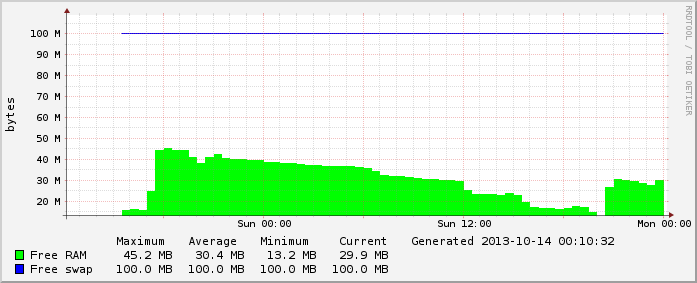 RRDTOOL / TOBI OETIKER
bytes
100 M
90 M
80 M
70 M
60 M
50 M
40 M
30 M
20 M
Sun 00:00 Sun 12:00 Mon 00:00
Maximum Average Minimum Current Generated 2013-10-14 00:10:32
Free RAM 45.2 MB 30.4 MB 13.2 MB 29.9 MB
Free swap 100.0 MB 100.0 MB 100.0 MB 100.0 MB